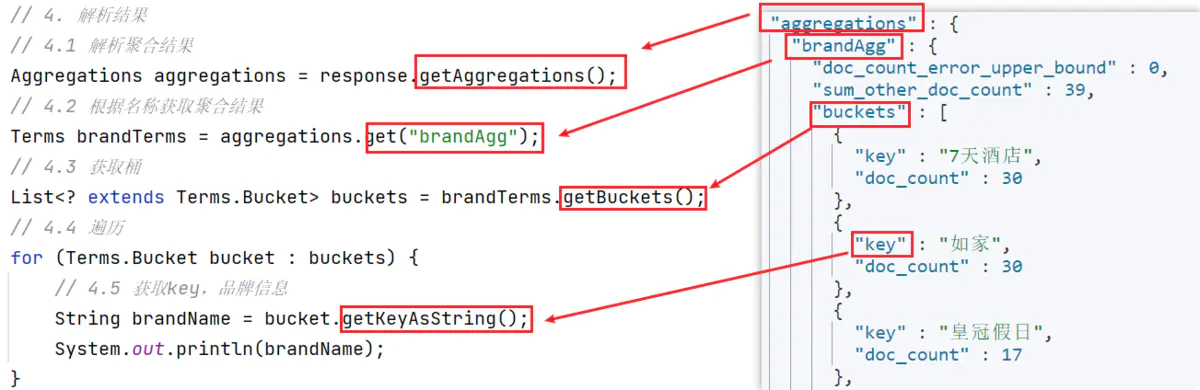 // 4. 解析结果
// 4.1 解析聚合结果
Aggregations aggregations = response.getAggregations();
// 4.2 根据名称获取聚合结果
Terms brandTerms = aggregations.get("brandAgg");
// 4.3 获取桶
List<? extends Terms.Bucket> buckets = brandTerms.getBuckets();
// 4.4 遍历
for (Terms.Bucket bucket : buckets) {
// 4.5 获取key，品牌信息
String brandName = bucket.getKeyAsString();
System.out.println(brandName);
}
"aggregations" : {
"brandAgg" : {
"doc_count_error_upper_bound" : 0,
"sum_other_doc_count" : 39,
"buckets" : [
{
"key" : "7天酒店",
"doc_count" : 30
},
{
"key" : "如家",
"doc_count" : 30
},
{
"key" : "皇冠假日",
"doc_count" : 17
},